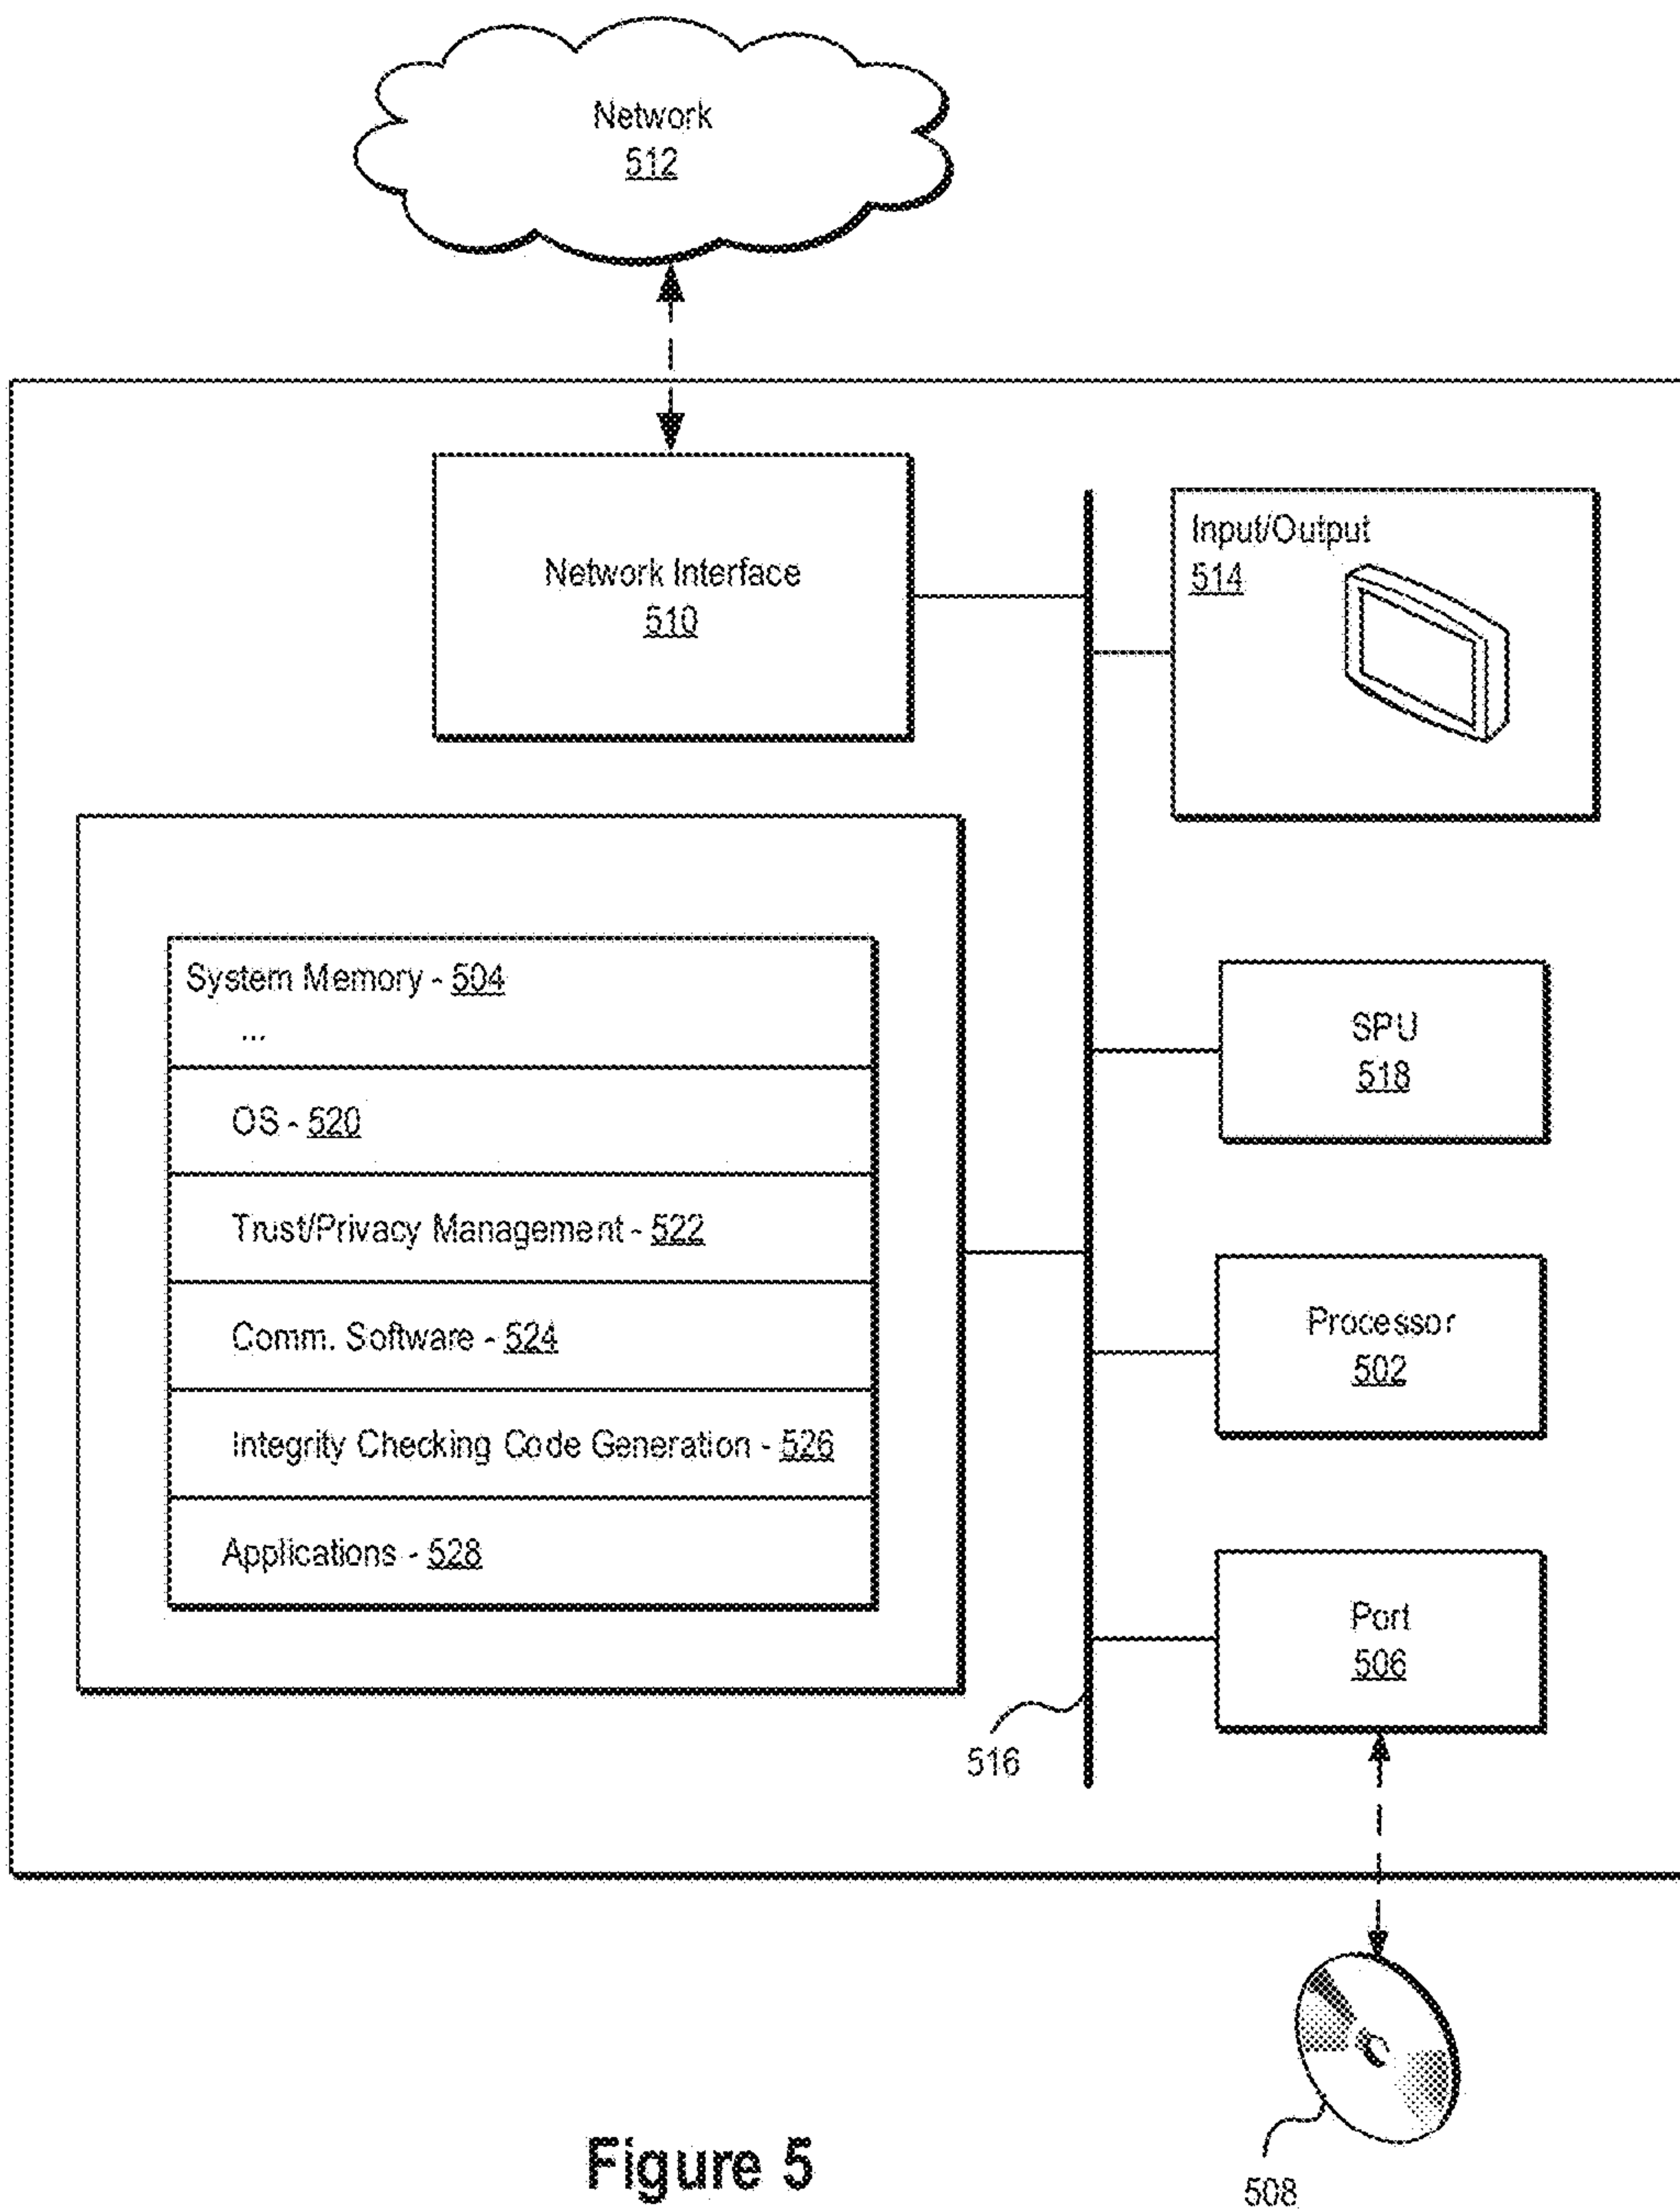 Network
512
Network Interface
510
Input/Output
514
System Memory - 504
...
OS - 520
Trust/Privacy Management - 522
Comm. Software - 524
Integrity Checking Code Generation - 526
Applications - 528
SPU
518
Processor
502
Port
506
516
508
Figure 5